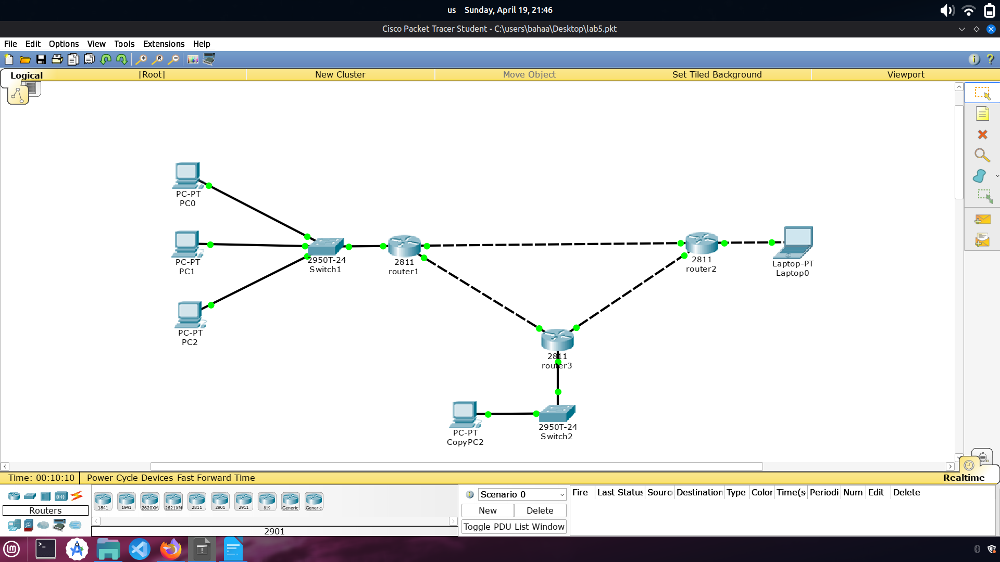 us Sunday, April 19, 21:46
Cisco Packet Tracer Student - C:\users\bahaa\Desktop\lab5.pkt
File Edit Options View Tools Extensions Help
Logical [Root] New Cluster Move Object Set Tiled Background Viewport
PC-PT
PC0
PC-PT
PC1
PC-PT
PC2
2950T-24
Switch1
2811
router1
2811
router2
Laptop-PT
Laptop0
2811
router3
PC-PT
CopyPC2
2950T-24
Switch2
Time: 00:10:10 Power Cycle Devices Fast Forward Time Realtime
Routers
1841 1941 2620XM 2621XM 2811 2901 2911 819 Generic Generic
2901
Scenario 0
New Delete
Toggle PDU List Window
Fire Last Status Sourc Destination Type Color Time(s Periodi Num Edit Delete